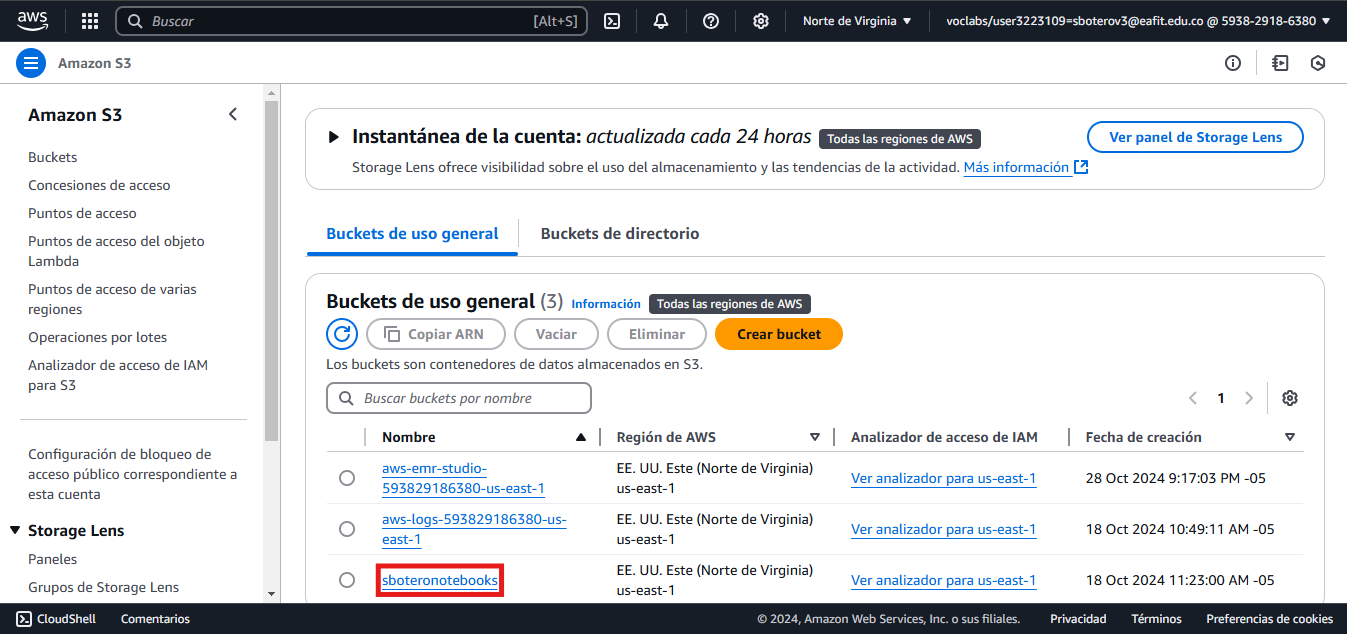 aws
Buscar
[Alt+S]
Norte de Virginia
voclabs/user3223109=sboterov3@eafit.edu.co @ 5938-2918-6380
Amazon S3
Amazon S3
Buckets
Concesiones de acceso
Puntos de acceso
Puntos de acceso del objeto
Lambda
Puntos de acceso de varias
regiones
Operaciones por lotes
Analizador de acceso de IAM
para S3
Configuración de bloqueo de
acceso público correspondiente a
esta cuenta
Storage Lens
Paneles
Grupos de Storage Lens
Instantánea de la cuenta: actualizada cada 24 horas
Todas las regiones de AWS
Ver panel de Storage Lens
Storage Lens ofrece visibilidad sobre el uso del almacenamiento y las tendencias de la actividad. Más información
Buckets de uso general
Buckets de directorio
Buckets de uso general (3)
Información
Todas las regiones de AWS
Copiar ARN
Vaciar
Eliminar
Crear bucket
Los buckets son contenedores de datos almacenados en S3.
Buscar buckets por nombre
1
Nombre
Región de AWS
Analizador de acceso de IAM
Fecha de creación
aws-emr-studio-
593829186380-us-east-1
EE. UU. Este (Norte de Virginia)
us-east-1
Ver analizador para us-east-1
28 Oct 2024 9:17:03 PM -05
aws-logs-593829186380-us-
east-1
EE. UU. Este (Norte de Virginia)
us-east-1
Ver analizador para us-east-1
18 Oct 2024 10:49:11 AM -05
sboteronotebooks
EE. UU. Este (Norte de Virginia)
us-east-1
Ver analizador para us-east-1
18 Oct 2024 11:23:00 AM -05
CloudShell
Comentarios
© 2024, Amazon Web Services, Inc. o sus filiales.
Privacidad
Términos
Preferencias de cookies